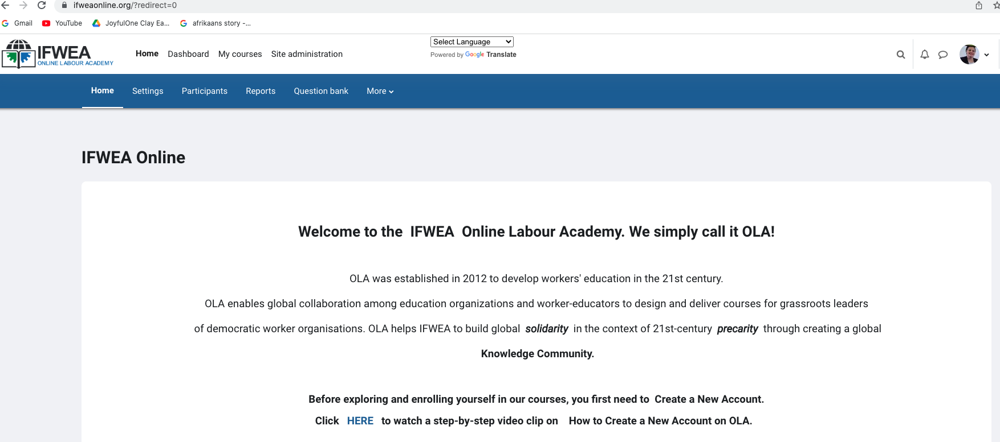 ifweaonline.org/?redirect=0
Gmail YouTube JoyfulOne Clay Ea... afrikaans story -...
IFWEA
ONLINE LABOUR ACADEMY
Home Dashboard My courses Site administration
Select Language
Powered by Google Translate
Home Settings Participants Reports Question bank More
IFWEA Online
Welcome to the IFWEA Online Labour Academy. We simply call it OLA!
OLA was established in 2012 to develop workers' education in the 21st century.
OLA enables global collaboration among education organizations and worker-educators to design and deliver courses for grassroots leaders
of democratic worker organisations. OLA helps IFWEA to build global solidarity in the context of 21st-century precarity through creating a global
Knowledge Community.
Before exploring and enrolling yourself in our courses, you first need to Create a New Account.
Click HERE to watch a step-by-step video clip on How to Create a New Account on OLA.